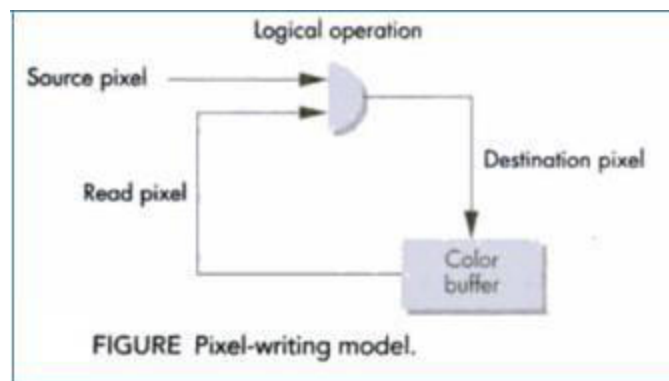 Logical operation
Source pixel
Destination pixel
Read pixel
Color
buffer
FIGURE Pixel-writing model.